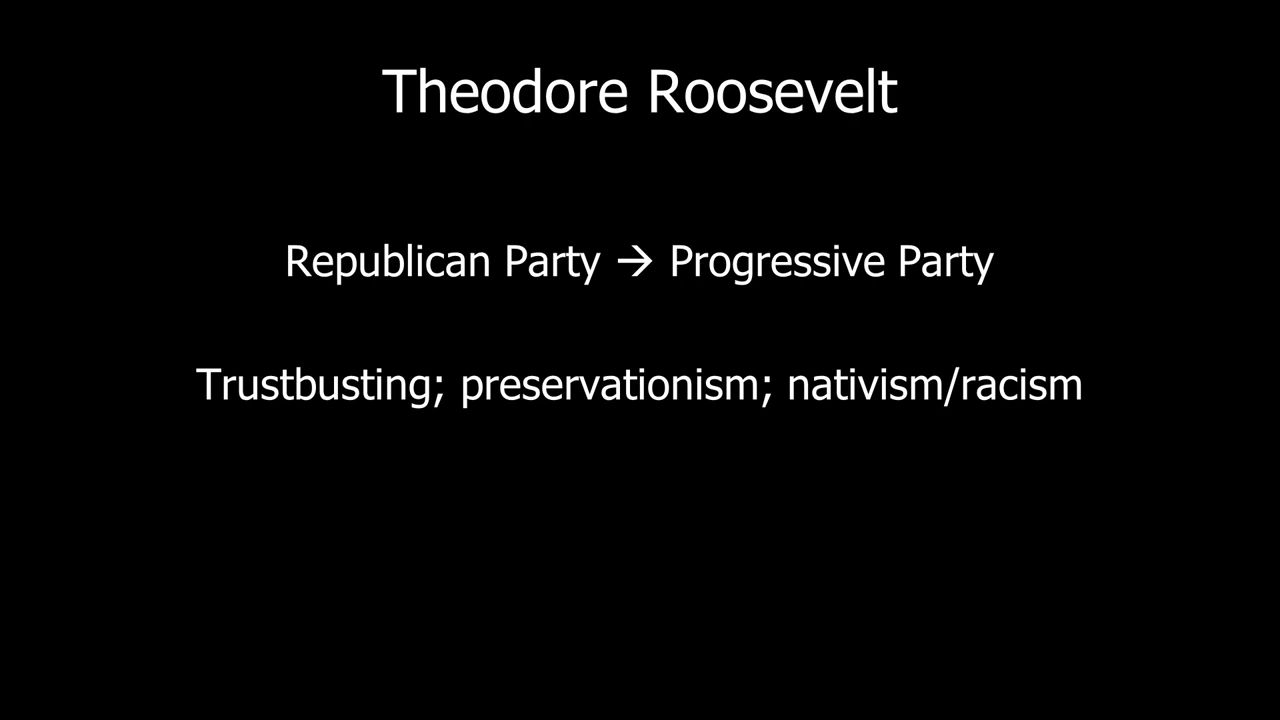 Theodore Roosevelt
Republican Party → Progressive Party
Trustbusting; preservationism; nativism/racism